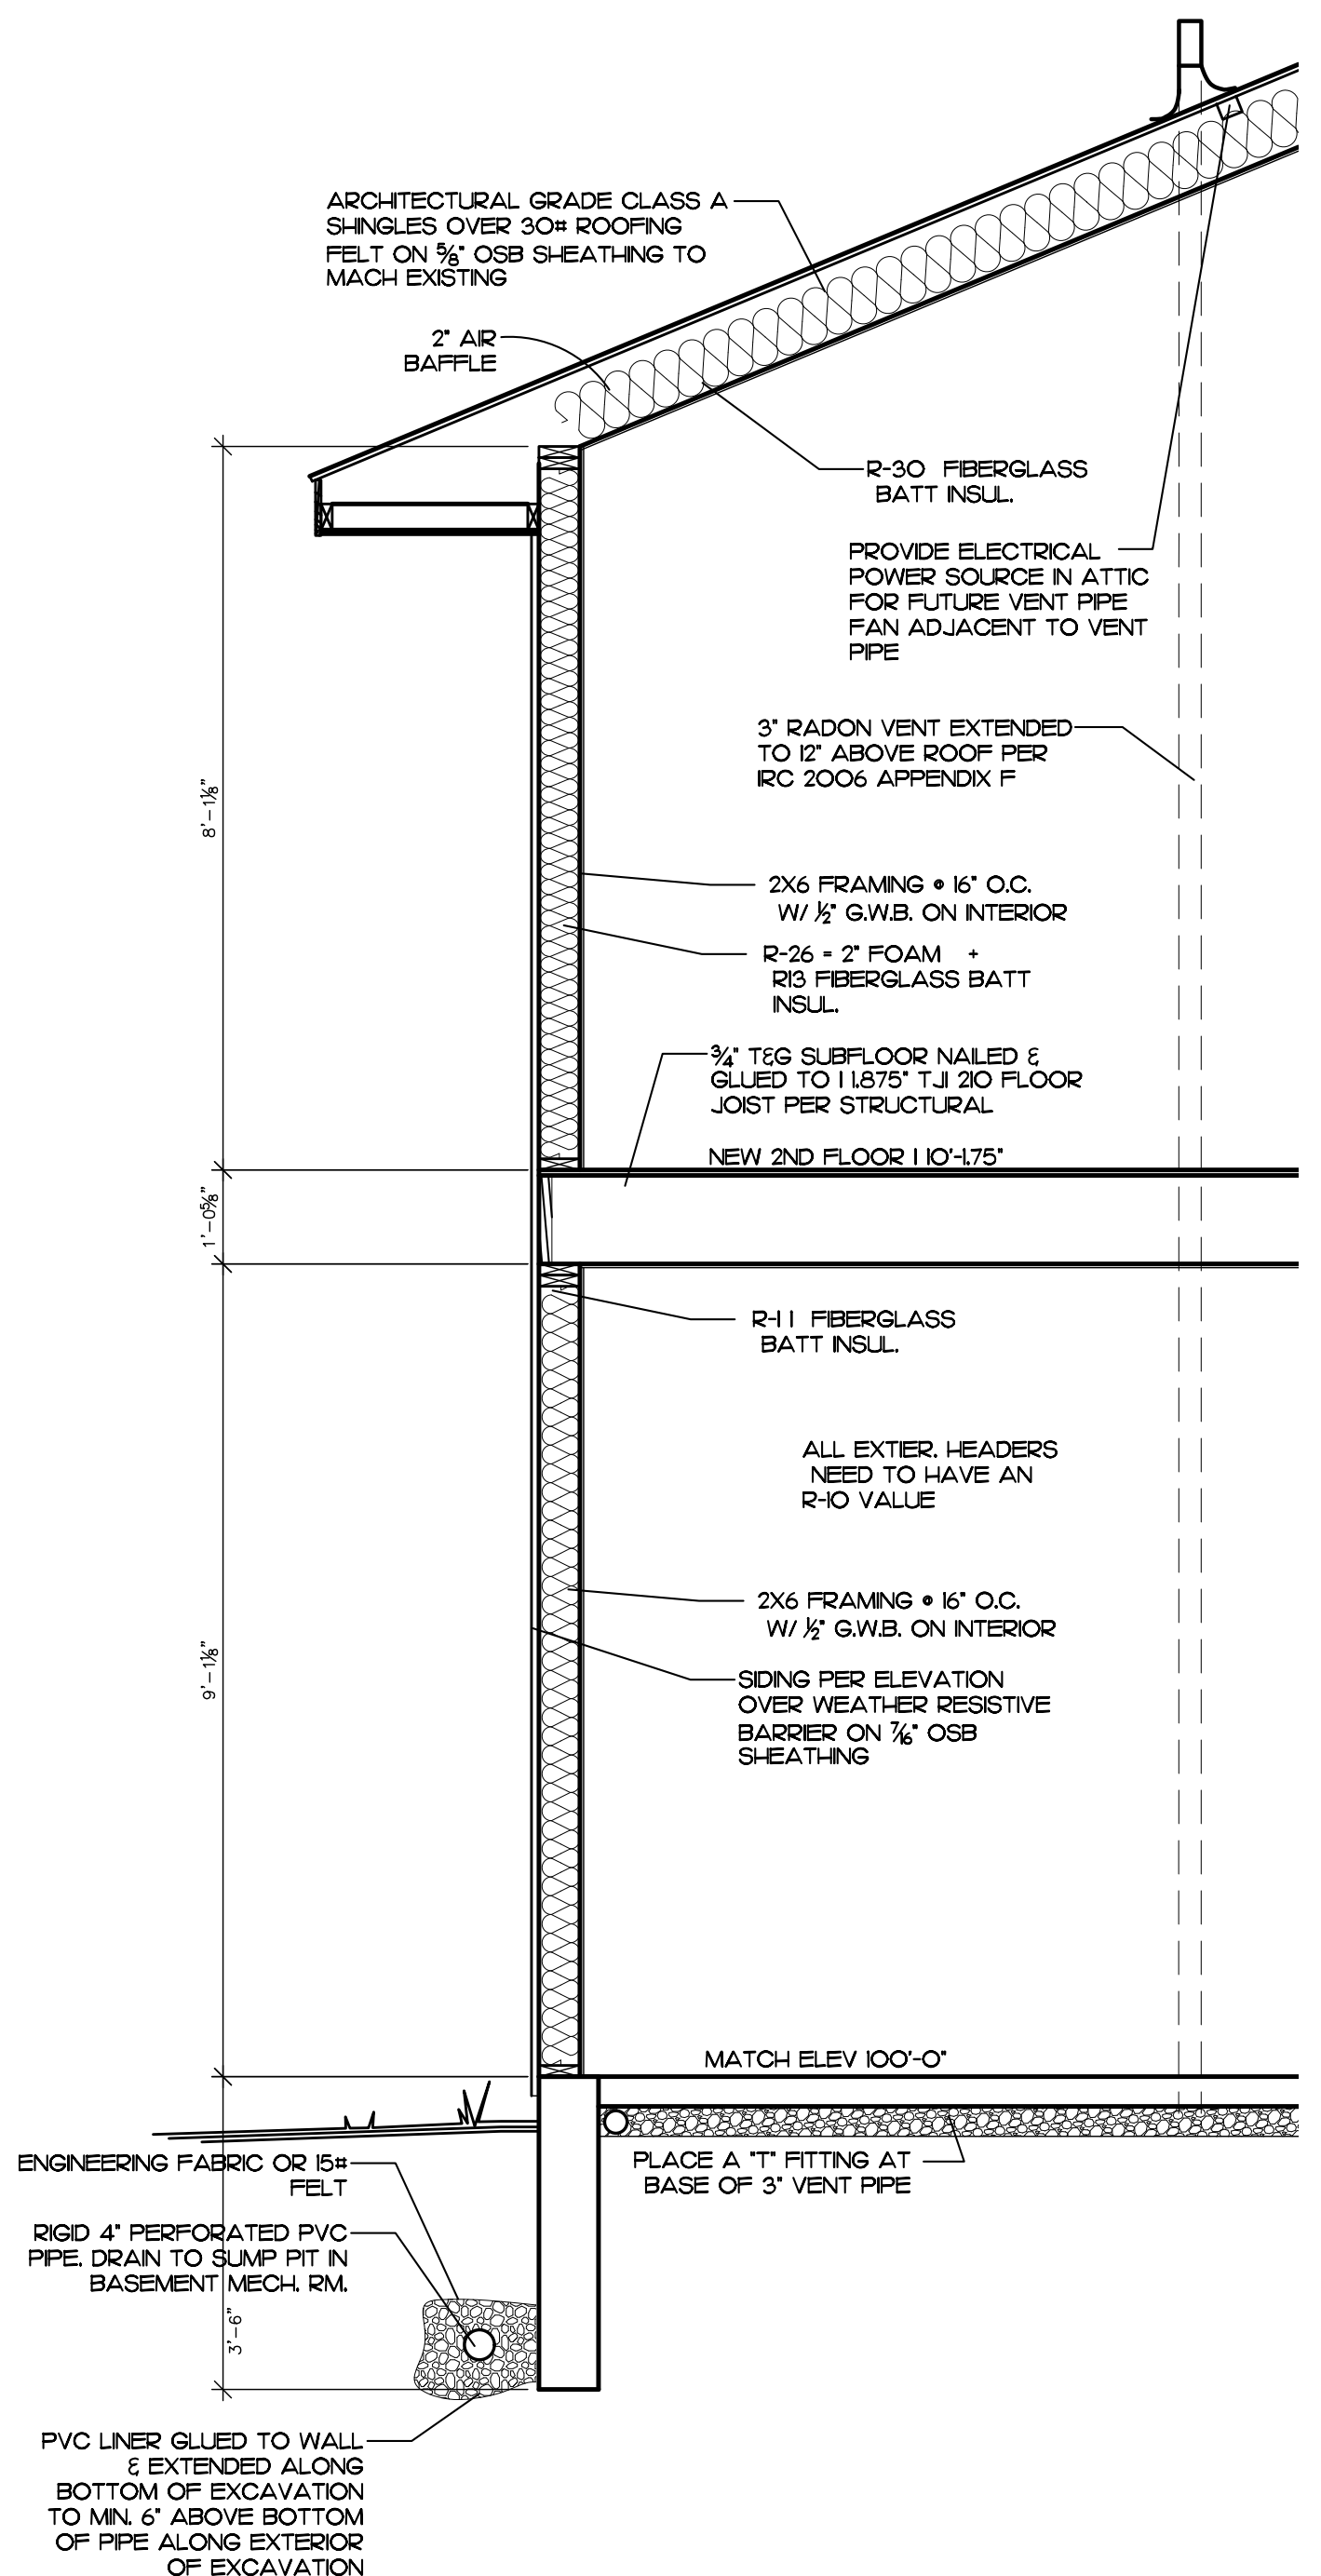 ARCHITECTURAL GRADE CLASS A
SHINGLES OVER 30# ROOFING
FELT ON 5/8" OSB SHEATHING TO
MACH EXISTING
2" AIR
BAFFLE
R-30 FIBERGLASS
BATT INSUL.
PROVIDE ELECTRICAL
POWER SOURCE IN ATTIC
FOR FUTURE VENT PIPE
FAN ADJACENT TO VENT
PIPE
3" RADON VENT EXTENDED
TO 12" ABOVE ROOF PER
IRC 2006 APPENDIX F
8'-1 1/8"
2X6 FRAMING @ 16" O.C.
W/ 1/2" G.W.B. ON INTERIOR
R-26 = 2" FOAM +
R13 FIBERGLASS BATT
INSUL.
3/4" T&G SUBFLOOR NAILED &
GLUED TO 11.875" TJI 210 FLOOR
JOIST PER STRUCTURAL
NEW 2ND FLOOR 110'-1.75"
1'-0 5/8"
R-11 FIBERGLASS
BATT INSUL.
ALL EXTIER. HEADERS
NEED TO HAVE AN
R-10 VALUE
2X6 FRAMING @ 16" O.C.
W/ 1/2" G.W.B. ON INTERIOR
9'-1 1/8"
SIDING PER ELEVATION
OVER WEATHER RESISTIVE
BARRIER ON 7/16" OSB
SHEATHING
MATCH ELEV 100'-0"
PLACE A "T" FITTING AT
BASE OF 3" VENT PIPE
ENGINEERING FABRIC OR 15#
FELT
RIGID 4" PERFORATED PVC
PIPE. DRAIN TO SUMP PIT IN
BASEMENT MECH. RM.
3'-6"
PVC LINER GLUED TO WALL
& EXTENDED ALONG
BOTTOM OF EXCAVATION
TO MIN. 6" ABOVE BOTTOM
OF PIPE ALONG EXTERIOR
OF EXCAVATION